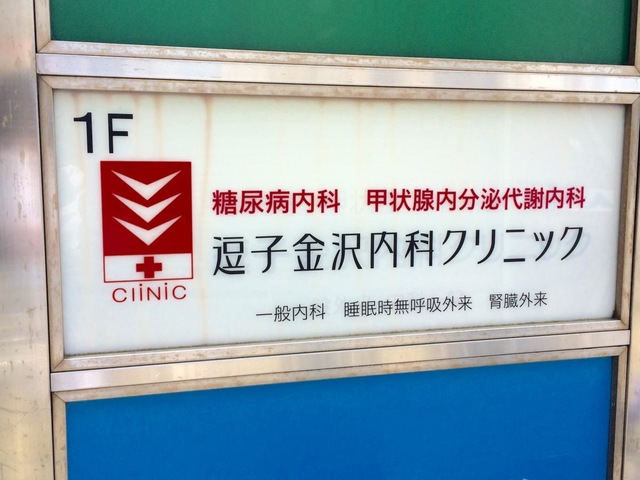 1F
糖尿病内科 甲状腺内分泌代謝内科
逗子金沢内科クリニック
CliNiC
一般内科 睡眠時無呼吸外来 腎臓外来